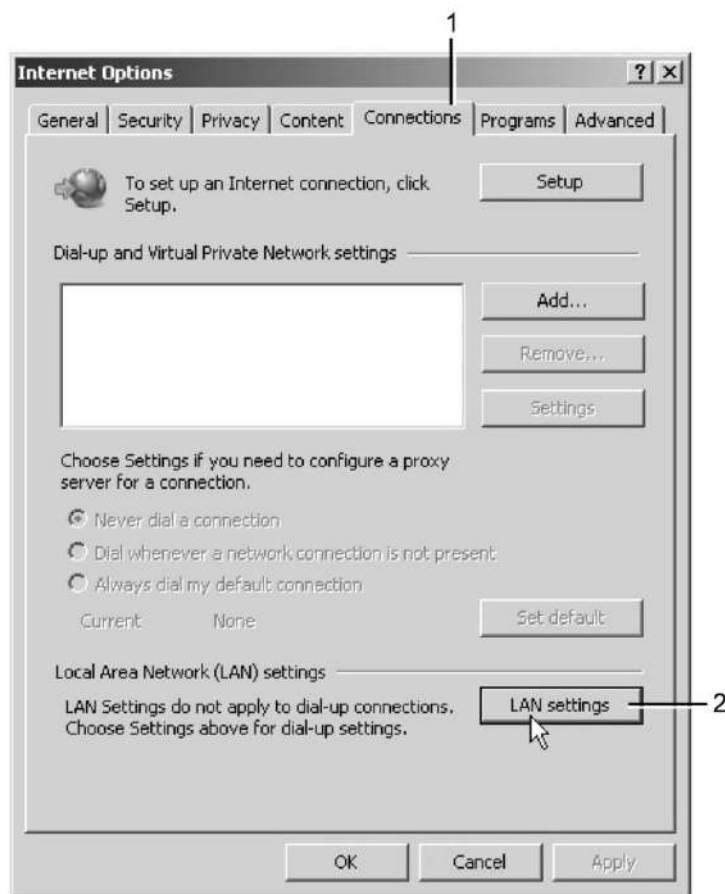 1
Internet Options
General Security Privacy Content Connections Programs Advanced
To set up an Internet connection, click
Setup.
Setup
Dial-up and Virtual Private Network settings
Add...
Remove...
Settings
Choose Settings if you need to configure a proxy
server for a connection.
Never dial a connection
Dial whenever a network connection is not present
Always dial my default connection
Current None
Set default
Local Area Network (LAN) settings
LAN Settings do not apply to dial-up connections.
Choose Settings above for dial-up settings.
LAN settings
2
OK Cancel Apply